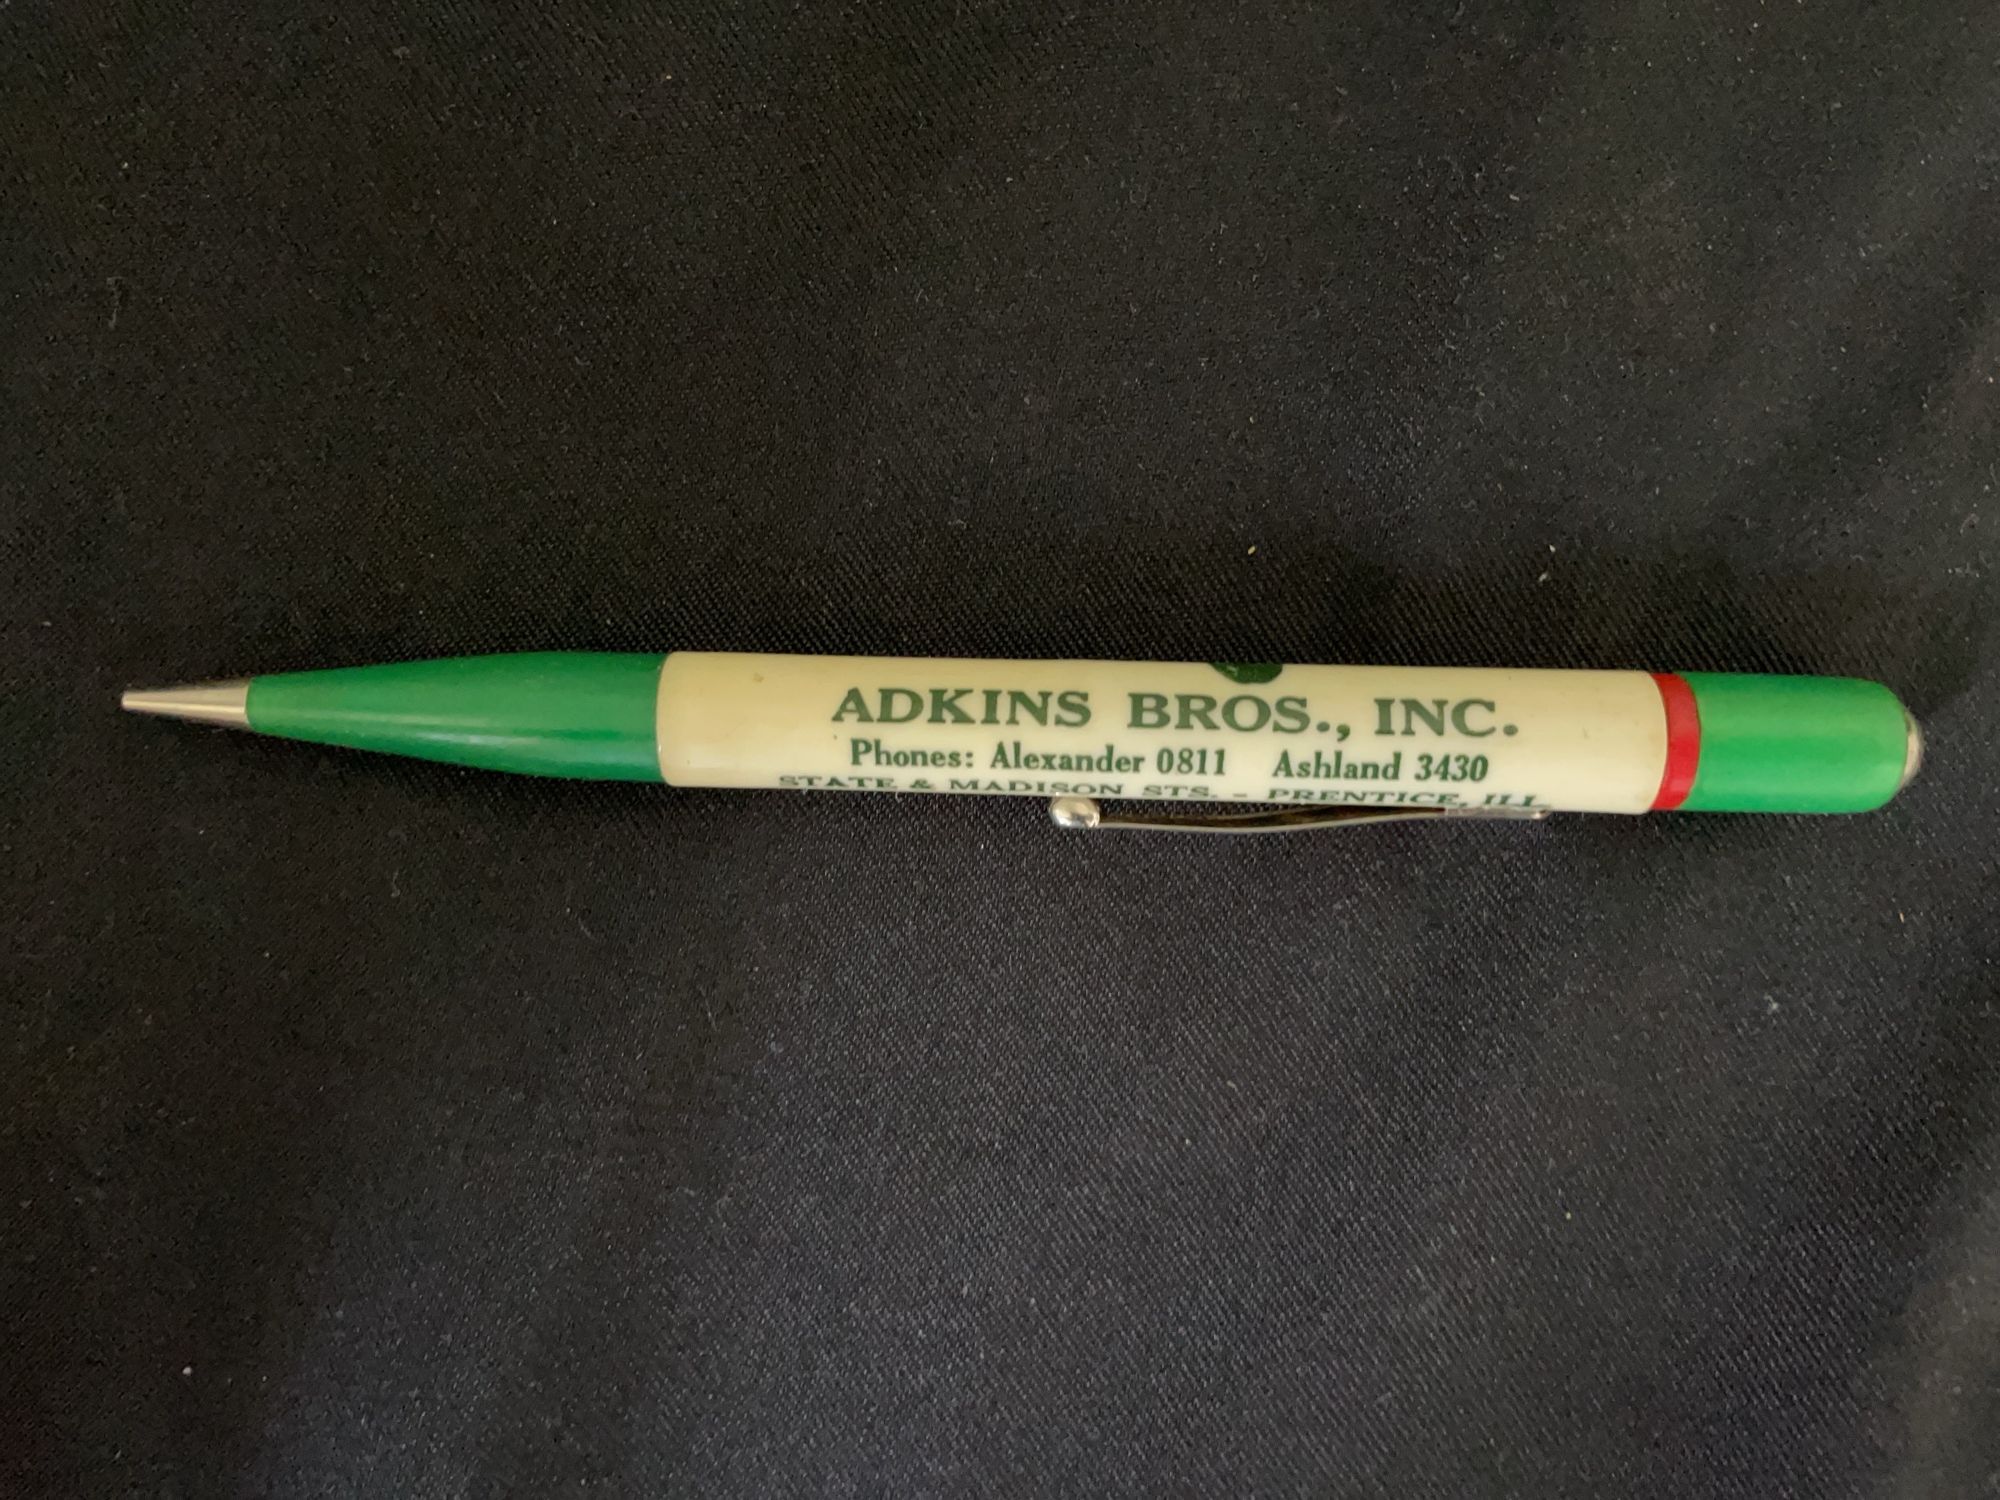 ADKINS BROS., INC.
Phones: Alexander 0811 Ashland 3430
STATE & MADISON STS. - PRENTICE, ILL.